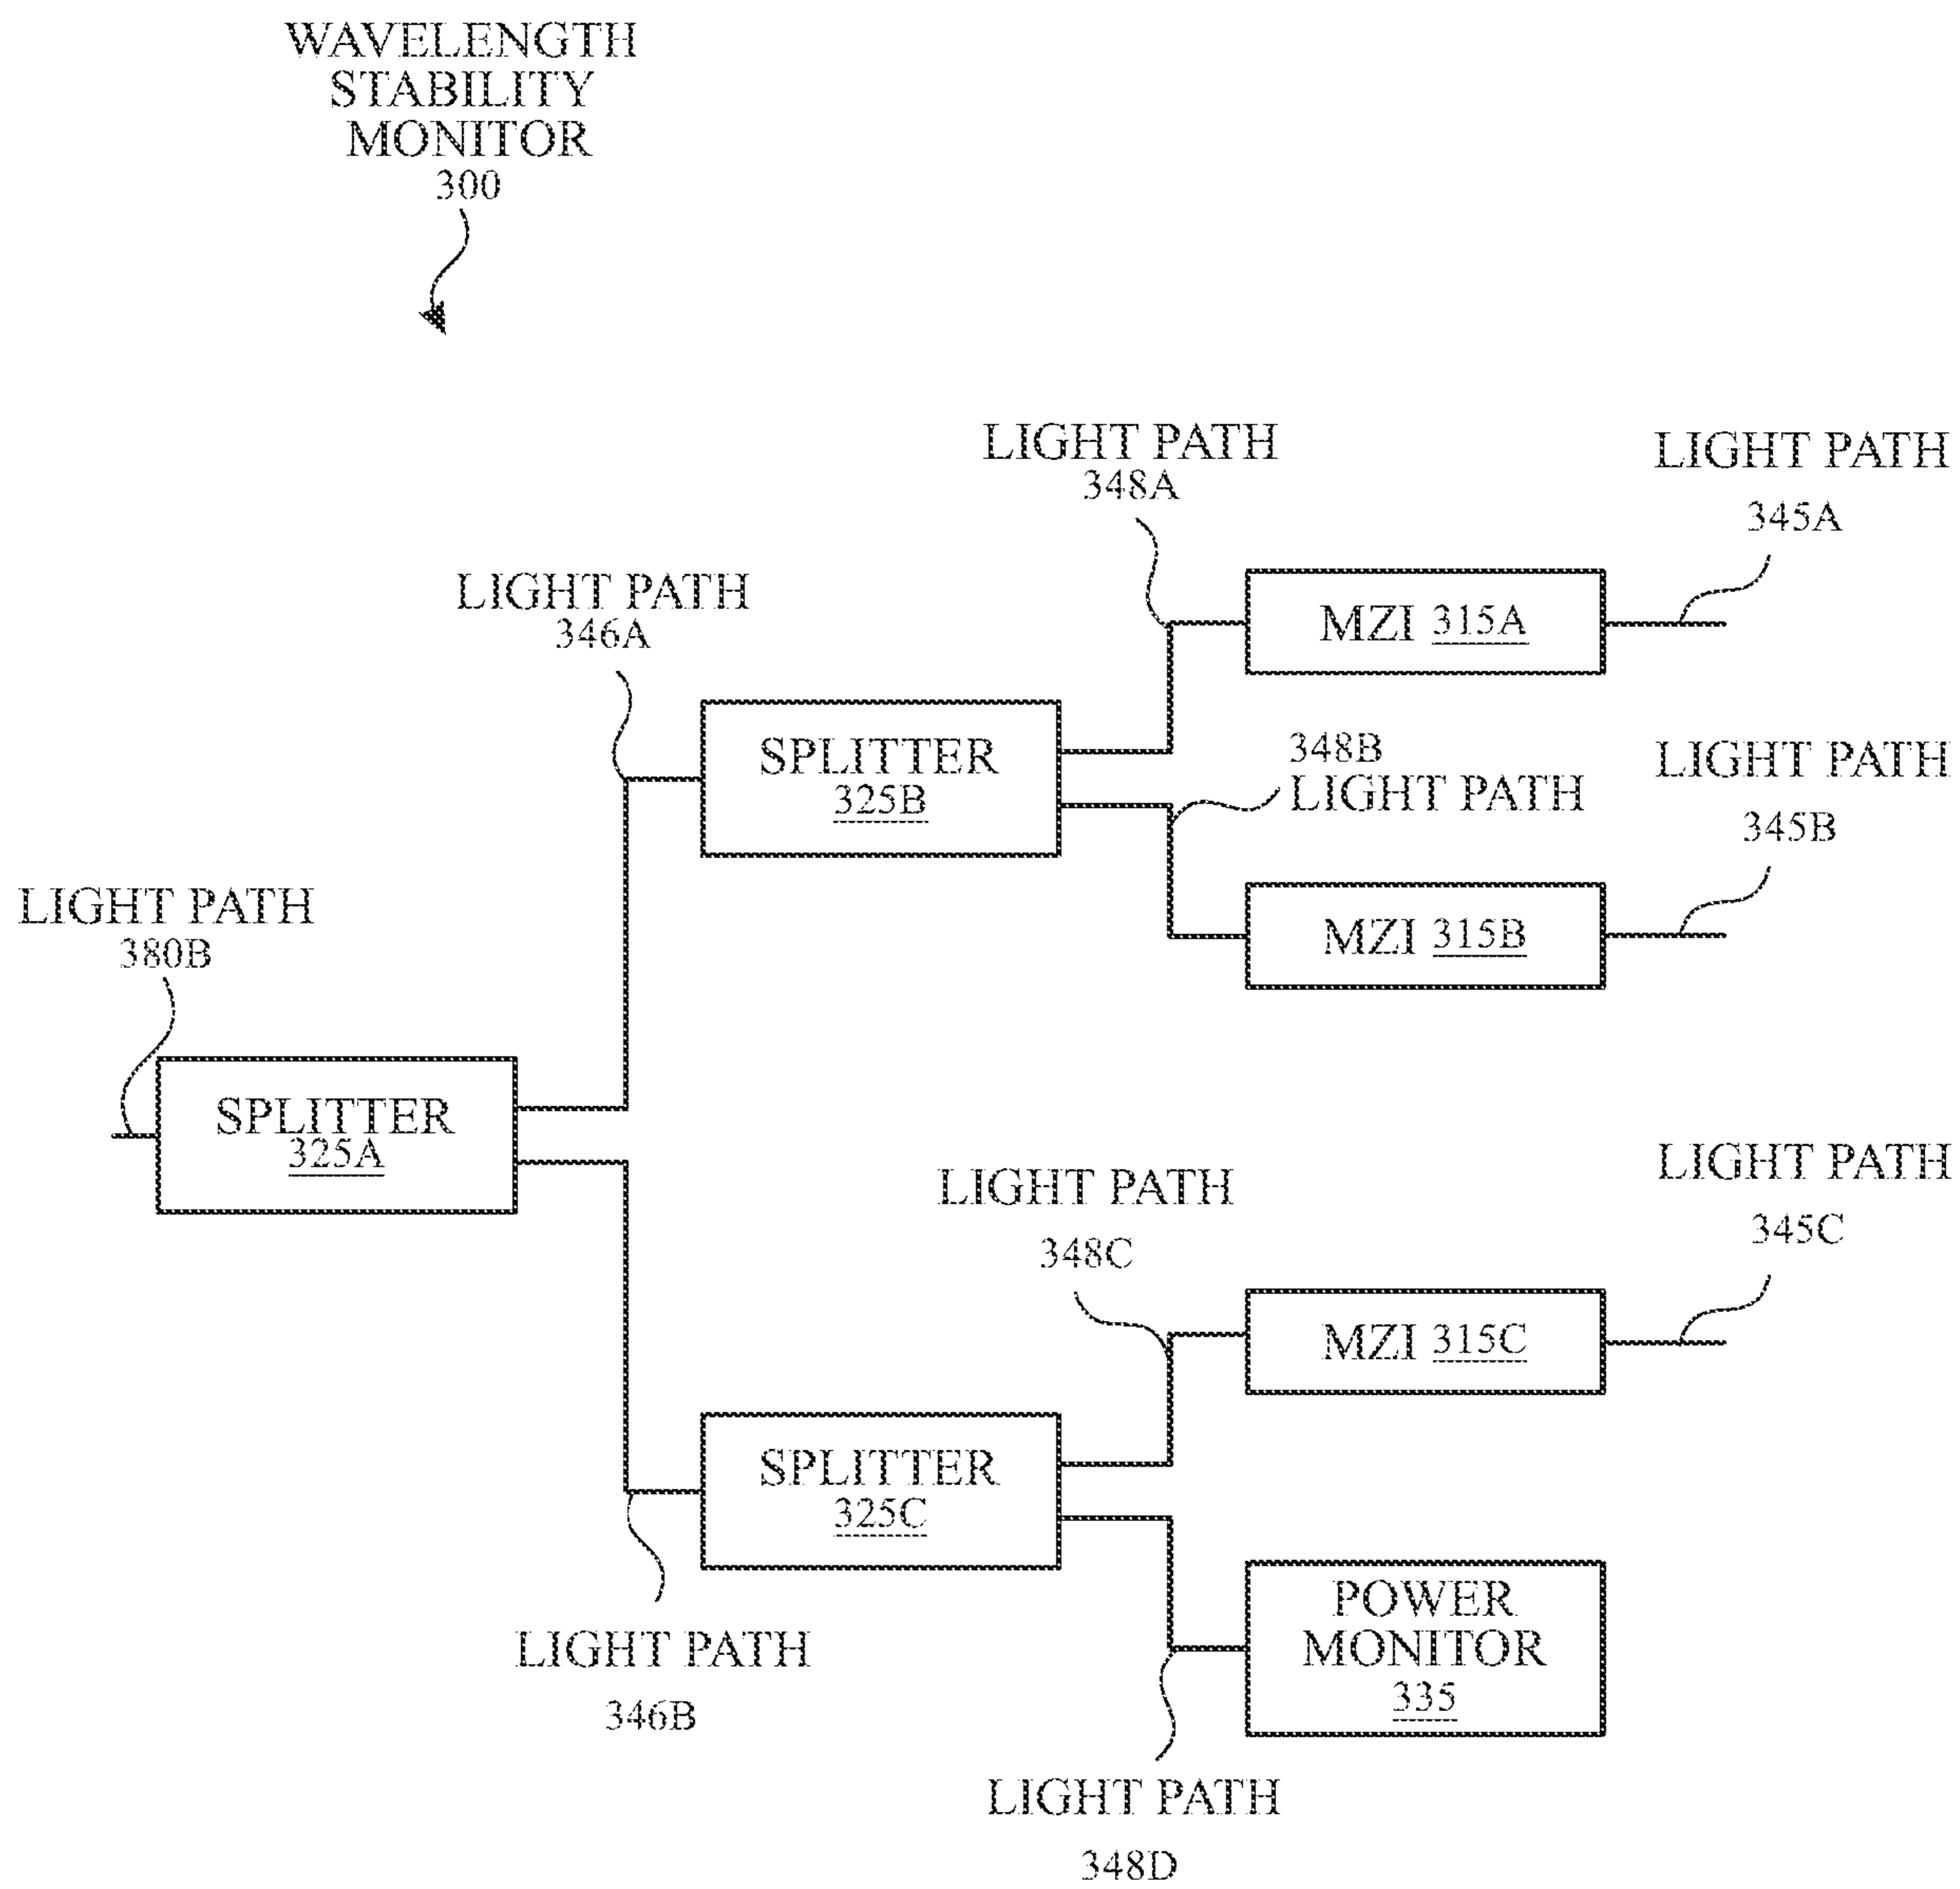 WAVELENGTH
STABILITY
MONITOR
300
LIGHT PATH
348A
LIGHT PATH
345A
LIGHT PATH
346A
MZI 315A
SPLITTER
325B
348B
LIGHT PATH
LIGHT PATH
345B
MZI 315B
LIGHT PATH
380B
SPLITTER
325A
LIGHT PATH
348C
LIGHT PATH
345C
MZI 315C
SPLITTER
325C
LIGHT PATH
346B
POWER
MONITOR
335
LIGHT PATH
348D